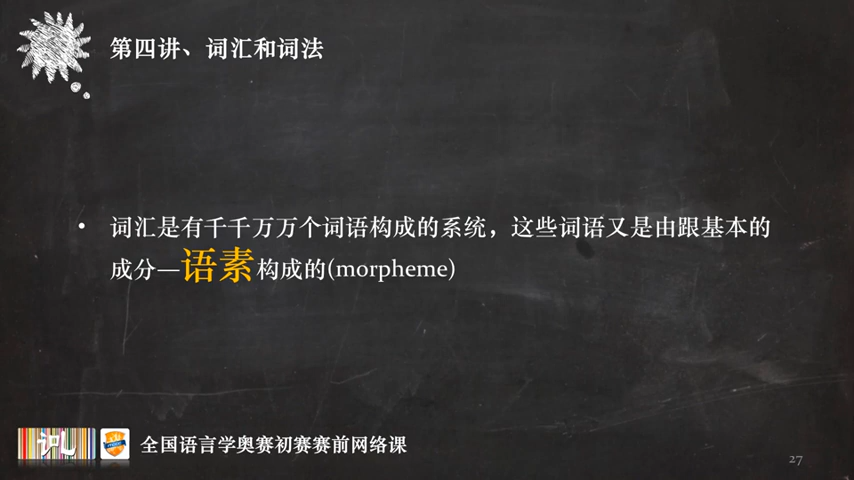 第四讲、词汇和词法
• 词汇是有千千万万个词语构成的系统，这些词语又是由跟基本的
成分—语素构成的(morpheme)
全国语言学奥赛初赛赛前网络课
27